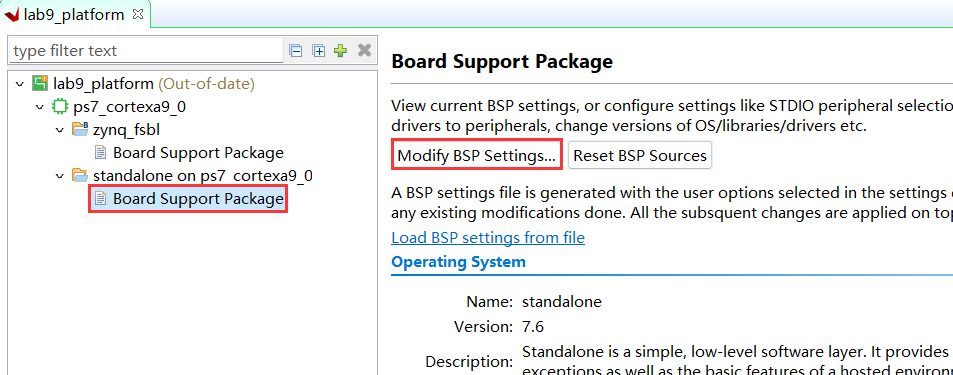 lab9_platform
type filter text
lab9_platform (Out-of-date)
ps7_cortexa9_0
zynq_fsbl
Board Support Package
standalone on ps7_cortexa9_0
Board Support Package
Board Support Package
View current BSP settings, or configure settings like STDIO peripheral selectio
drivers to peripherals, change versions of OS/libraries/drivers etc.
Modify BSP Settings... Reset BSP Sources
A BSP settings file is generated with the user options selected in the settings
any existing modifications done. All the subsquent changes are applied on top
Load BSP settings from file
Operating System
Name: standalone
Version: 7.6
Description: Standalone is a simple, low-level software layer. It provides
exceptions as well as the basic features of a hosted environ